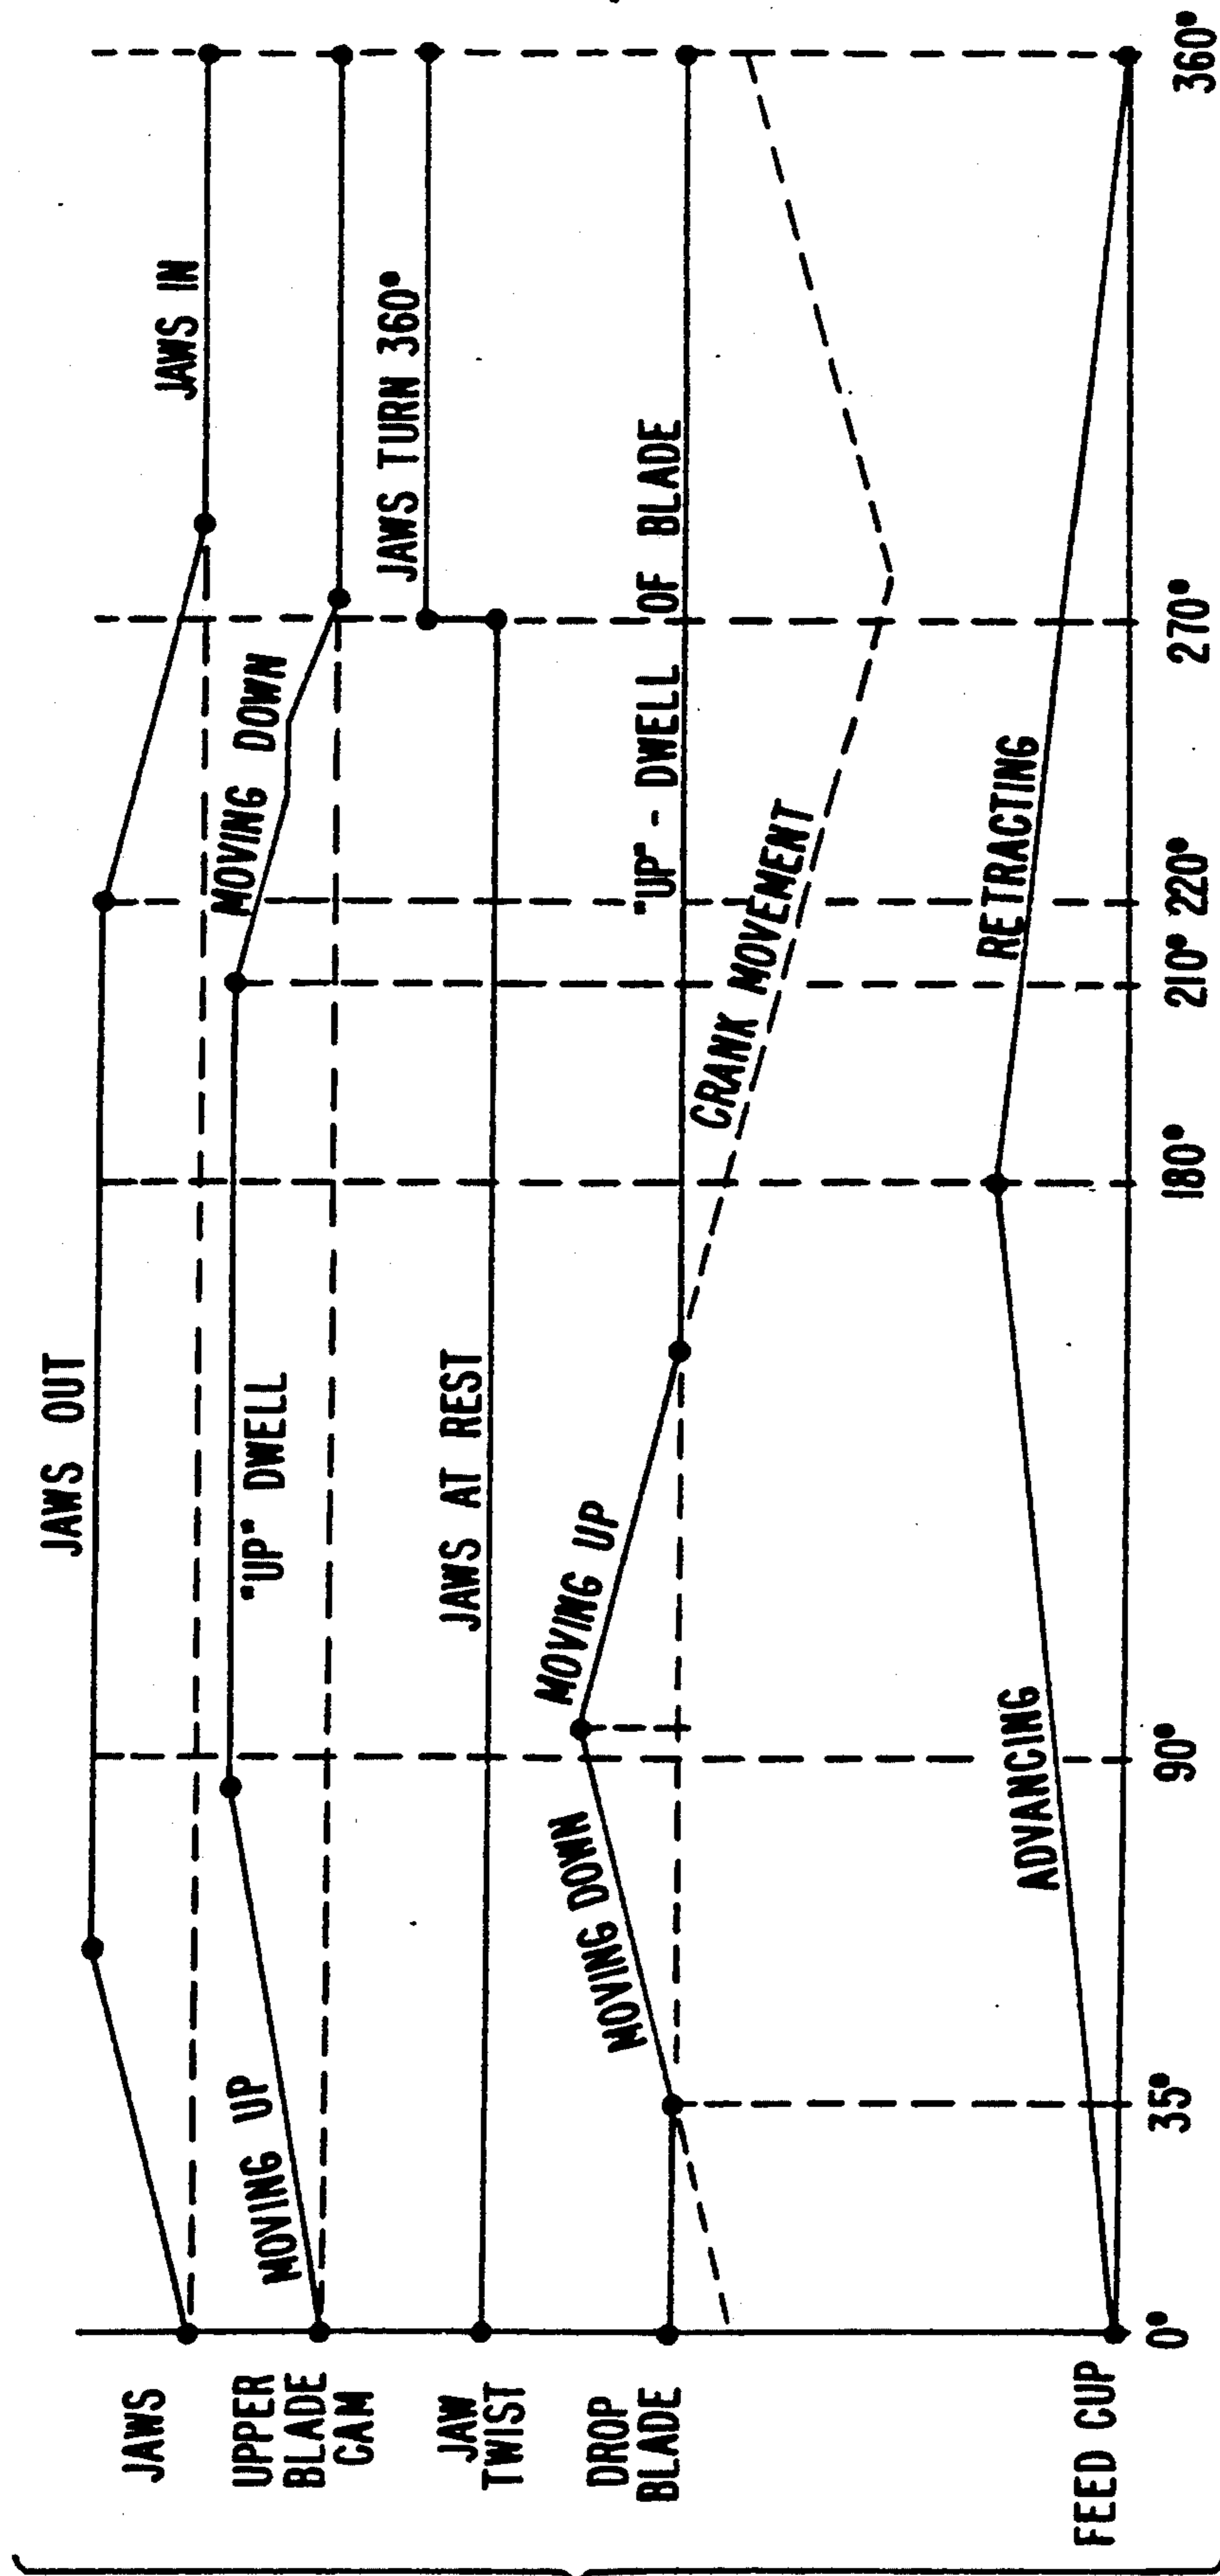 JAWS
JAWS OUT
JAWS IN
UPPER
BLADE
CAM
MOVING UP
"UP" DWELL
MOVING DOWN
JAW
TWIST
JAWS AT REST
JAWS TURN 360°
DROP
BLADE
MOVING DOWN
MOVING UP
"UP" - DWELL OF BLADE
CRANK MOVEMENT
FEED CUP
ADVANCING
RETRACTING
0°
35°
90°
180°
210°
220°
270°
360°